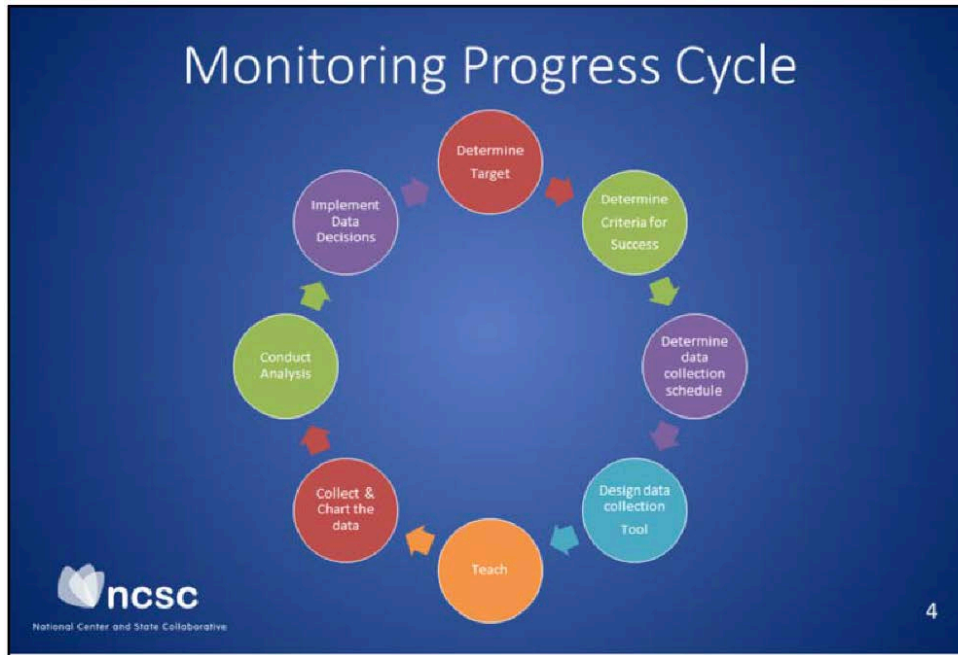 Monitoring Progress Cycle
Determine
Target
Determine
Criteria for
Success
Determine
data
collection
schedule
Design data
collection
Tool
Teach
Collect &
Chart the
data
Conduct
Analysis
Implement
Data
Decisions
ncsc
National Center and State Collaborative
4